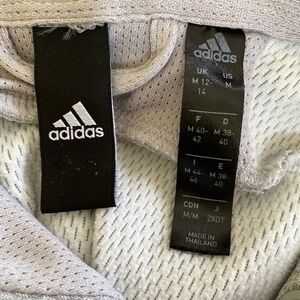 adidas
adidas
UK US
M 12- M
14
F D
M 40- M 38-
42 40
I E
M 44- M 38-
46 40
CDN J
M/M 2XOT
MADE IN
THAILAND